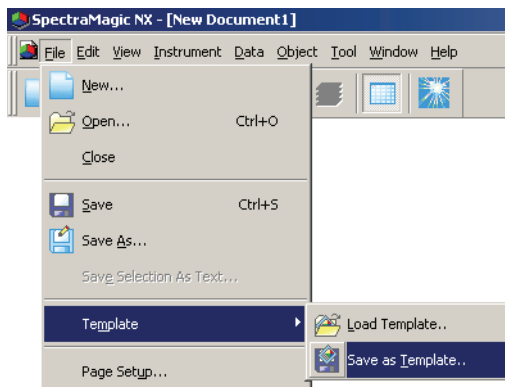 SpectraMagic NX - [New Document1]
File Edit View Instrument Data Object Tool Window Help
New...
Open... Ctrl+O
Close
Save Ctrl+S
Save As...
Save Selection As Text...
Template
Load Template..
Save as Template..
Page Setup...